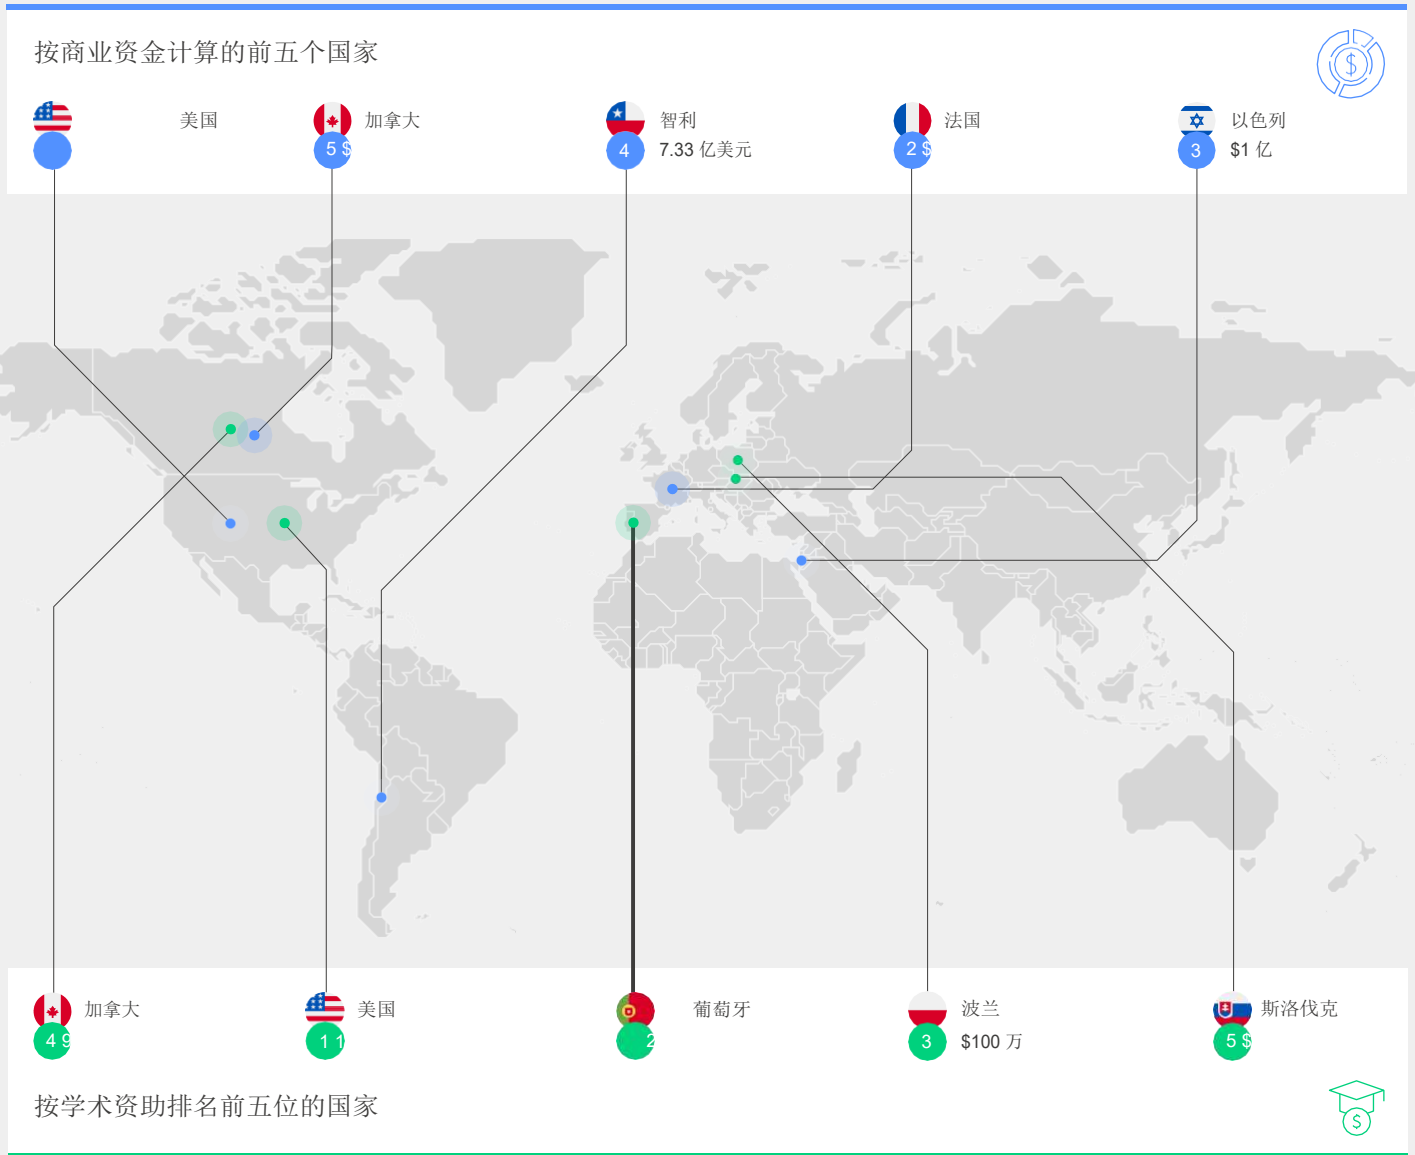 按商业资金计算的前五个国家
美国
加拿大
智利
法国
以色列
5 $
4
7.33 亿美元
2 $
3
$1 亿
加拿大
美国
葡萄牙
波兰
斯洛伐克
4 9
1 1
2
3
$100 万
5 $
按学术资助排名前五位的国家